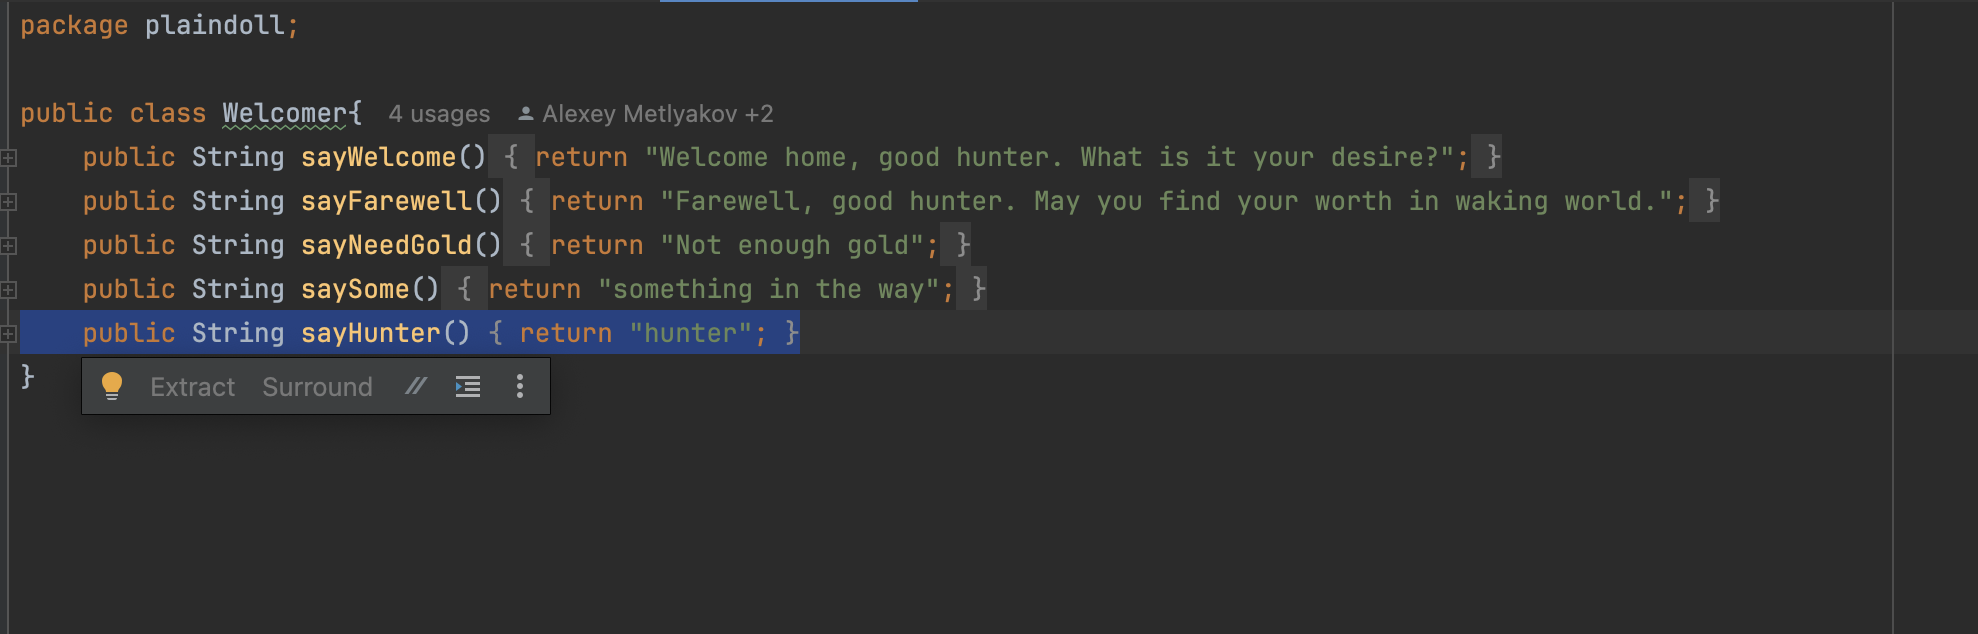 package plaindoll;
public class Welcomer{ 4 usages Alexey Metlyakov +2
public String sayWelcome() { return "Welcome home, good hunter. What is it your desire?"; }
public String sayFarewell() { return "Farewell, good hunter. May you find your worth in waking world."; }
public String sayNeedGold() { return "Not enough gold"; }
public String saySome() { return "something in the way"; }
public String sayHunter() { return "hunter"; }
}
Extract Surround //